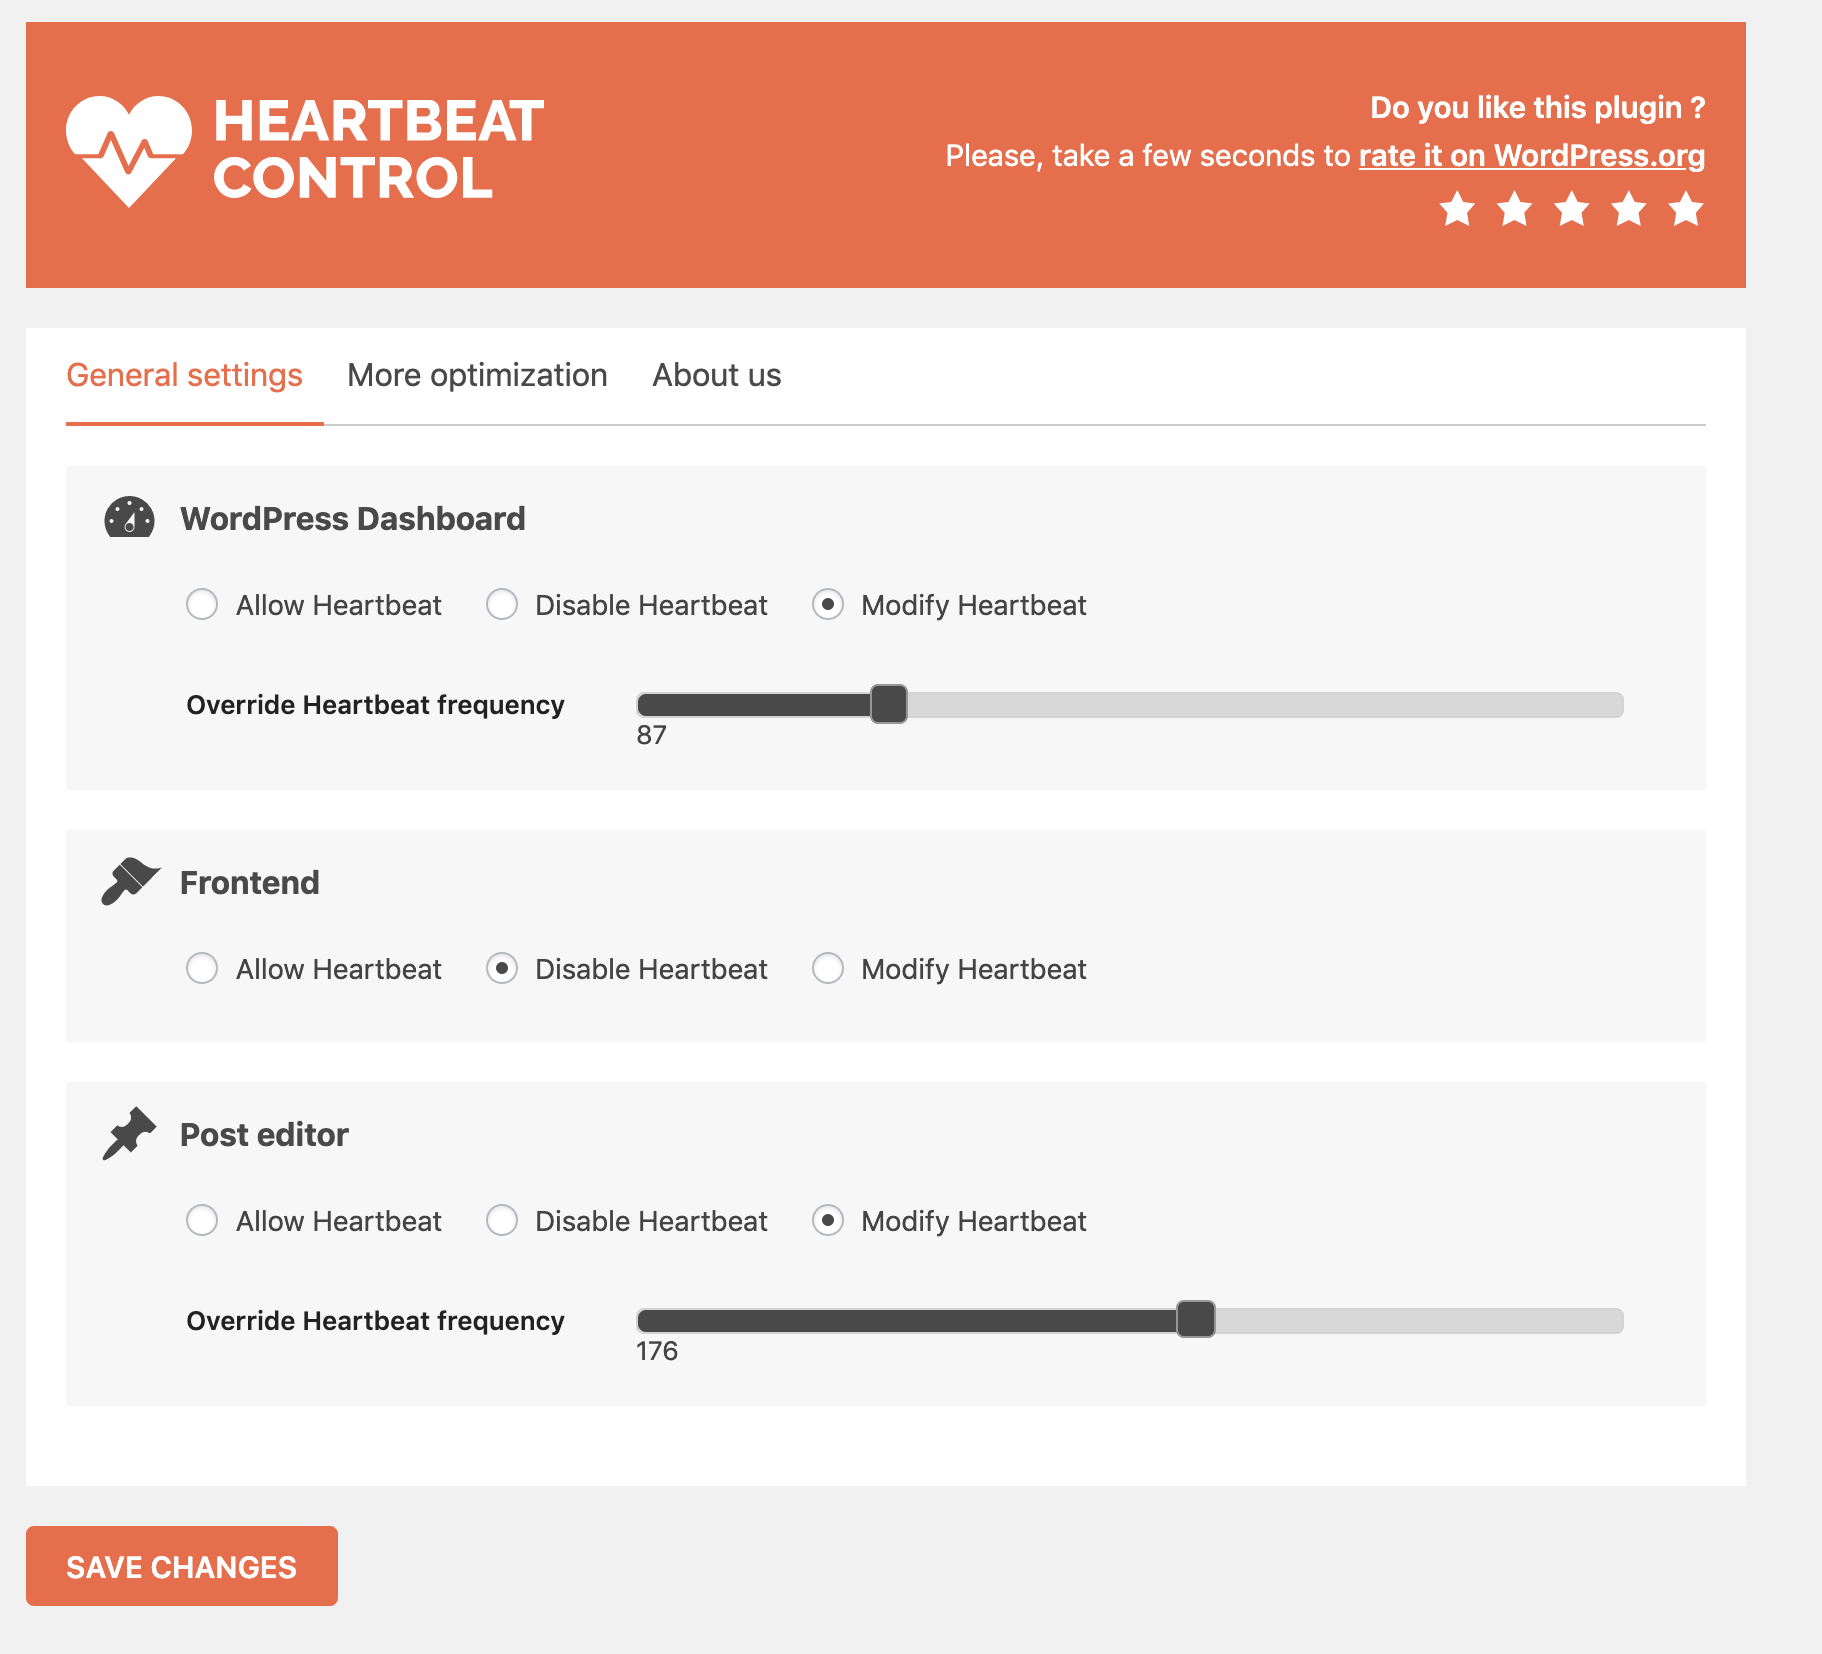 HEARTBEAT
CONTROL
Do you like this plugin ?
Please, take a few seconds to rate it on WordPress.org
General settings More optimization About us
WordPress Dashboard
Allow Heartbeat Disable Heartbeat Modify Heartbeat
Override Heartbeat frequency
87
Frontend
Allow Heartbeat Disable Heartbeat Modify Heartbeat
Post editor
Allow Heartbeat Disable Heartbeat Modify Heartbeat
Override Heartbeat frequency
176
SAVE CHANGES